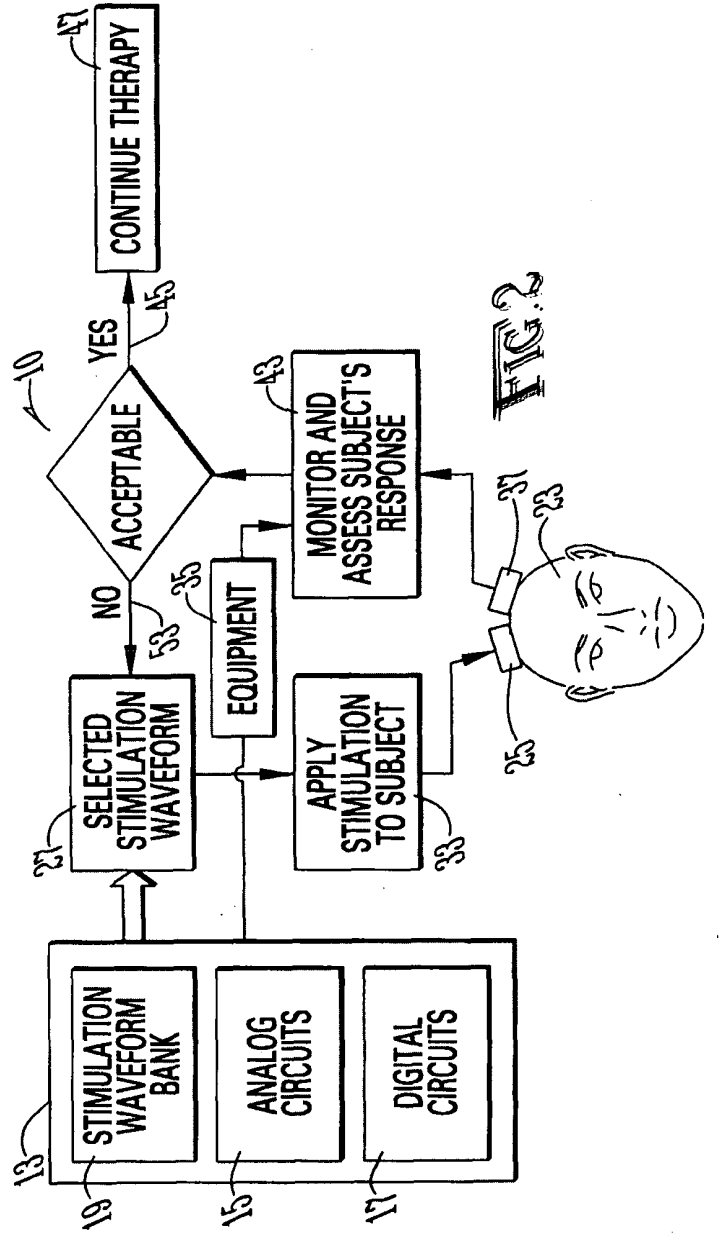 10
47
CONTINUE THERAPY
45
YES
ACCEPTABLE
NO
53
27
SELECTED
STIMULATION
WAVEFORM
13
19
STIMULATION
WAVEFORM
BANK
35
EQUIPMENT
43
MONITOR AND
ASSESS SUBJECT'S
RESPONSE
15
ANALOG
CIRCUITS
33
APPLY
STIMULATION
TO SUBJECT
17
DIGITAL
CIRCUITS
25
37
23
FIG.2